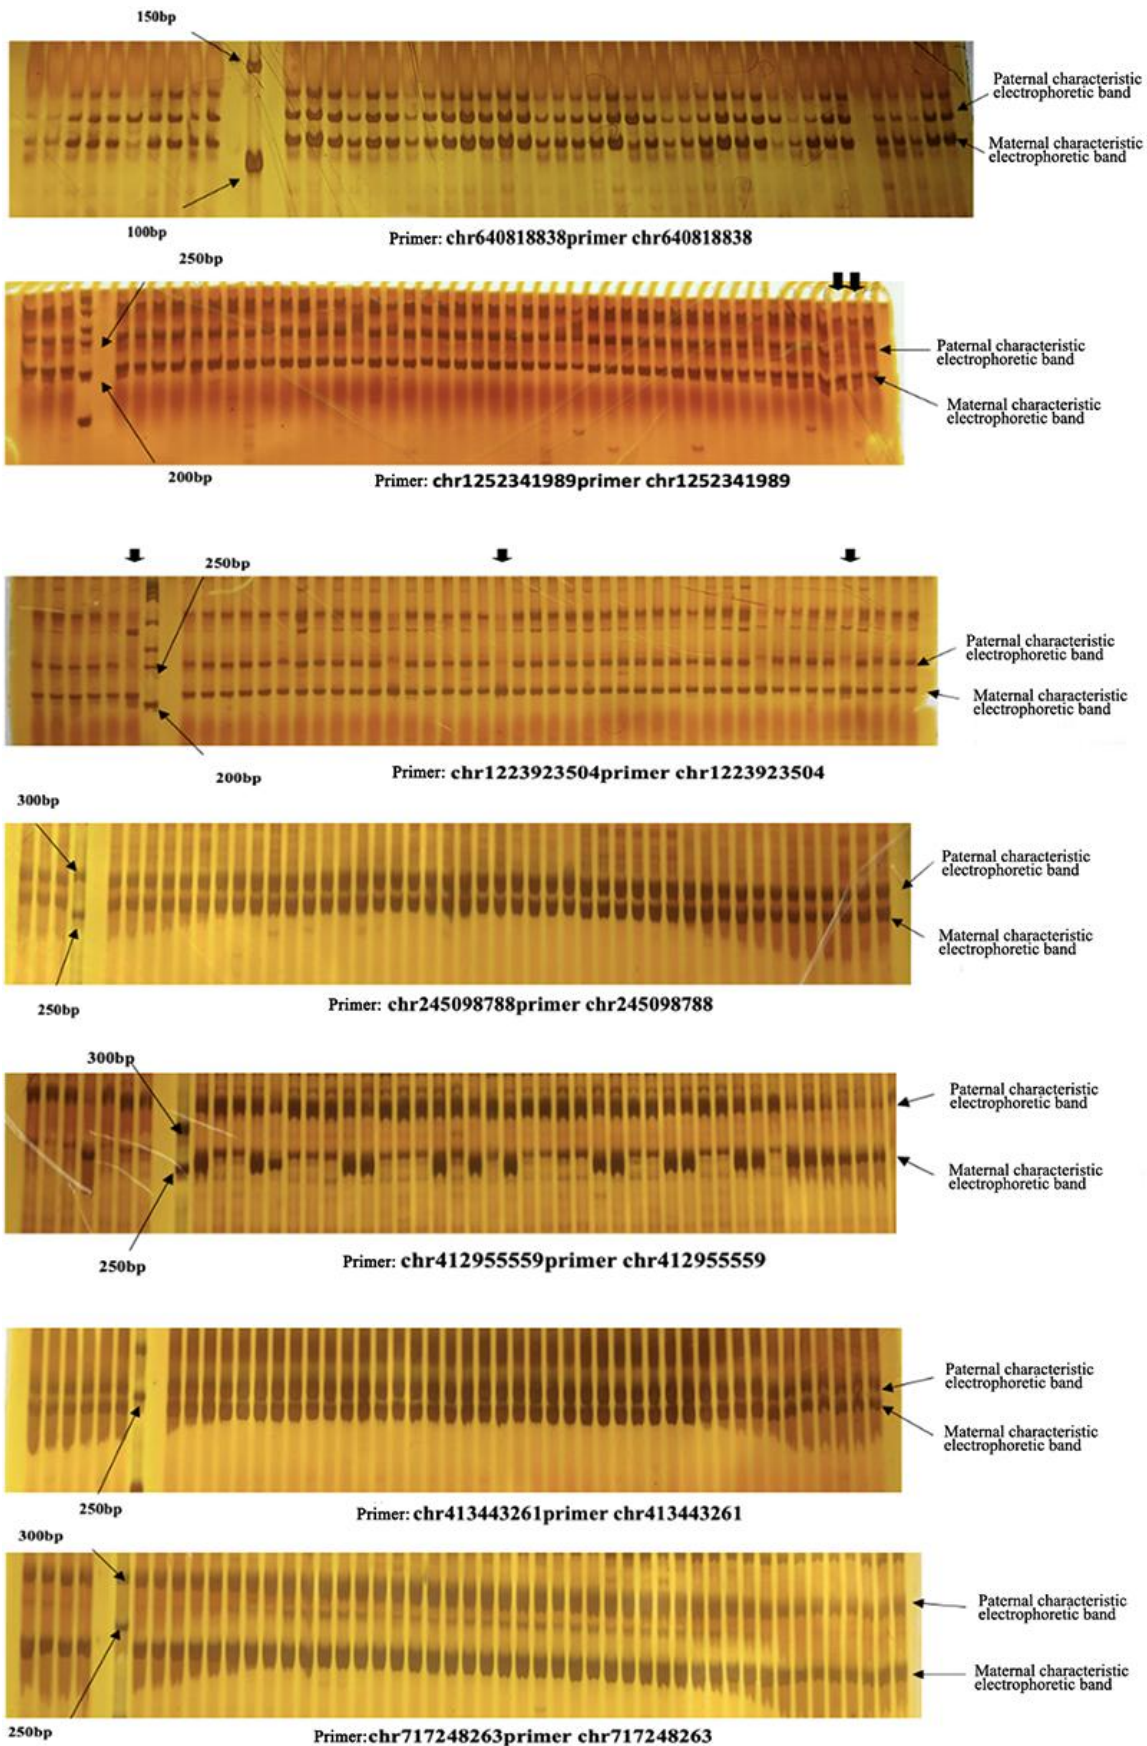 150bp
Paternal characteristic
electrophoretic band
Maternal characteristic
electrophoretic band
100bp
Primer: chr640818838primer chr640818838
250bp
Paternal characteristic
electrophoretic band
Maternal characteristic
electrophoretic band
200bp
Primer: chr1252341989primer chr1252341989
250bp
Paternal characteristic
electrophoretic band
Maternal characteristic
electrophoretic band
200bp
Primer: chr1223923504primer chr1223923504
300bp
Paternal characteristic
electrophoretic band
Maternal characteristic
electrophoretic band
250bp
Primer: chr245098788primer chr245098788
300bp
Paternal characteristic
electrophoretic band
Maternal characteristic
electrophoretic band
250bp
Primer: chr412955559primer chr412955559
Paternal characteristic
electrophoretic band
Maternal characteristic
electrophoretic band
250bp
Primer: chr413443261primer chr413443261
300bp
Paternal characteristic
electrophoretic band
Maternal characteristic
electrophoretic band
250bp
Primer:chr717248263primer chr717248263